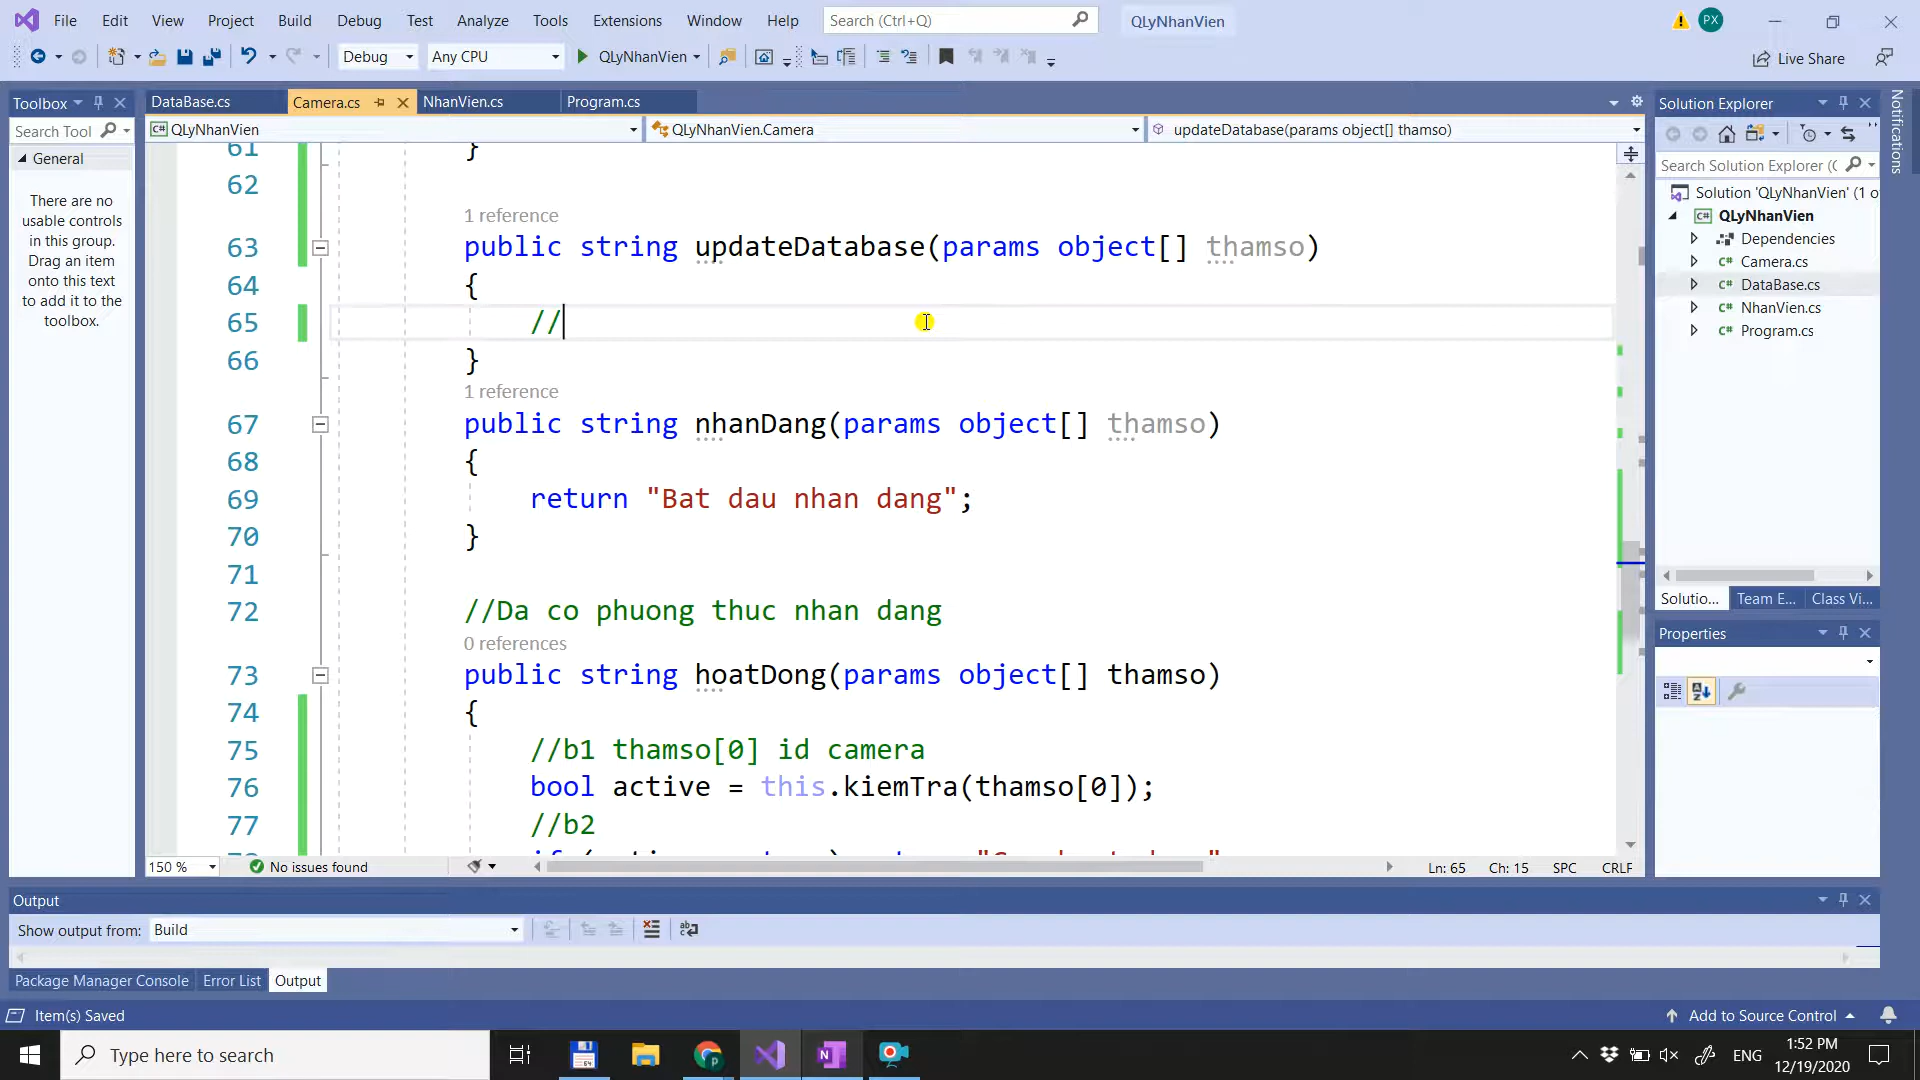 File Edit View Project Build Debug Test Analyze Tools Extensions Window Help Search (Ctrl+Q) QLyNhanVien PX
Debug Any CPU QLyNhanVien Live Share
Toolbox DataBase.cs Camera.cs NhanVien.cs Program.cs Solution Explorer
QLyNhanVien QLyNhanVien.Camera updateDatabase(params object[] thamso)
Search Tool
General
There are no
usable controls
in this group.
Drag an item
onto this text
to add it to the
toolbox.
61 }
62
1 reference
63 public string updateDatabase(params object[] thamso)
64 {
65 //
66 }
1 reference
67 public string nhanDang(params object[] thamso)
68 {
69 return "Bat dau nhan dang";
70 }
71
72 //Da co phuong thuc nhan dang
0 references
73 public string hoatDong(params object[] thamso)
74 {
75 //b1 thamso[0] id camera
76 bool active = this.kiemTra(thamso[0]);
77 //b2
150 % No issues found Ln: 65 Ch: 15 SPC CRLF
Search Solution Explorer (C
Solution 'QLyNhanVien' (1 o
QLyNhanVien
Dependencies
Camera.cs
DataBase.cs
NhanVien.cs
Program.cs
Solutio... Team E... Class Vi...
Properties
Notifications
Output
Show output from: Build
Package Manager Console Error List Output
Item(s) Saved Add to Source Control
Type here to search ENG 1:52 PM
12/19/2020